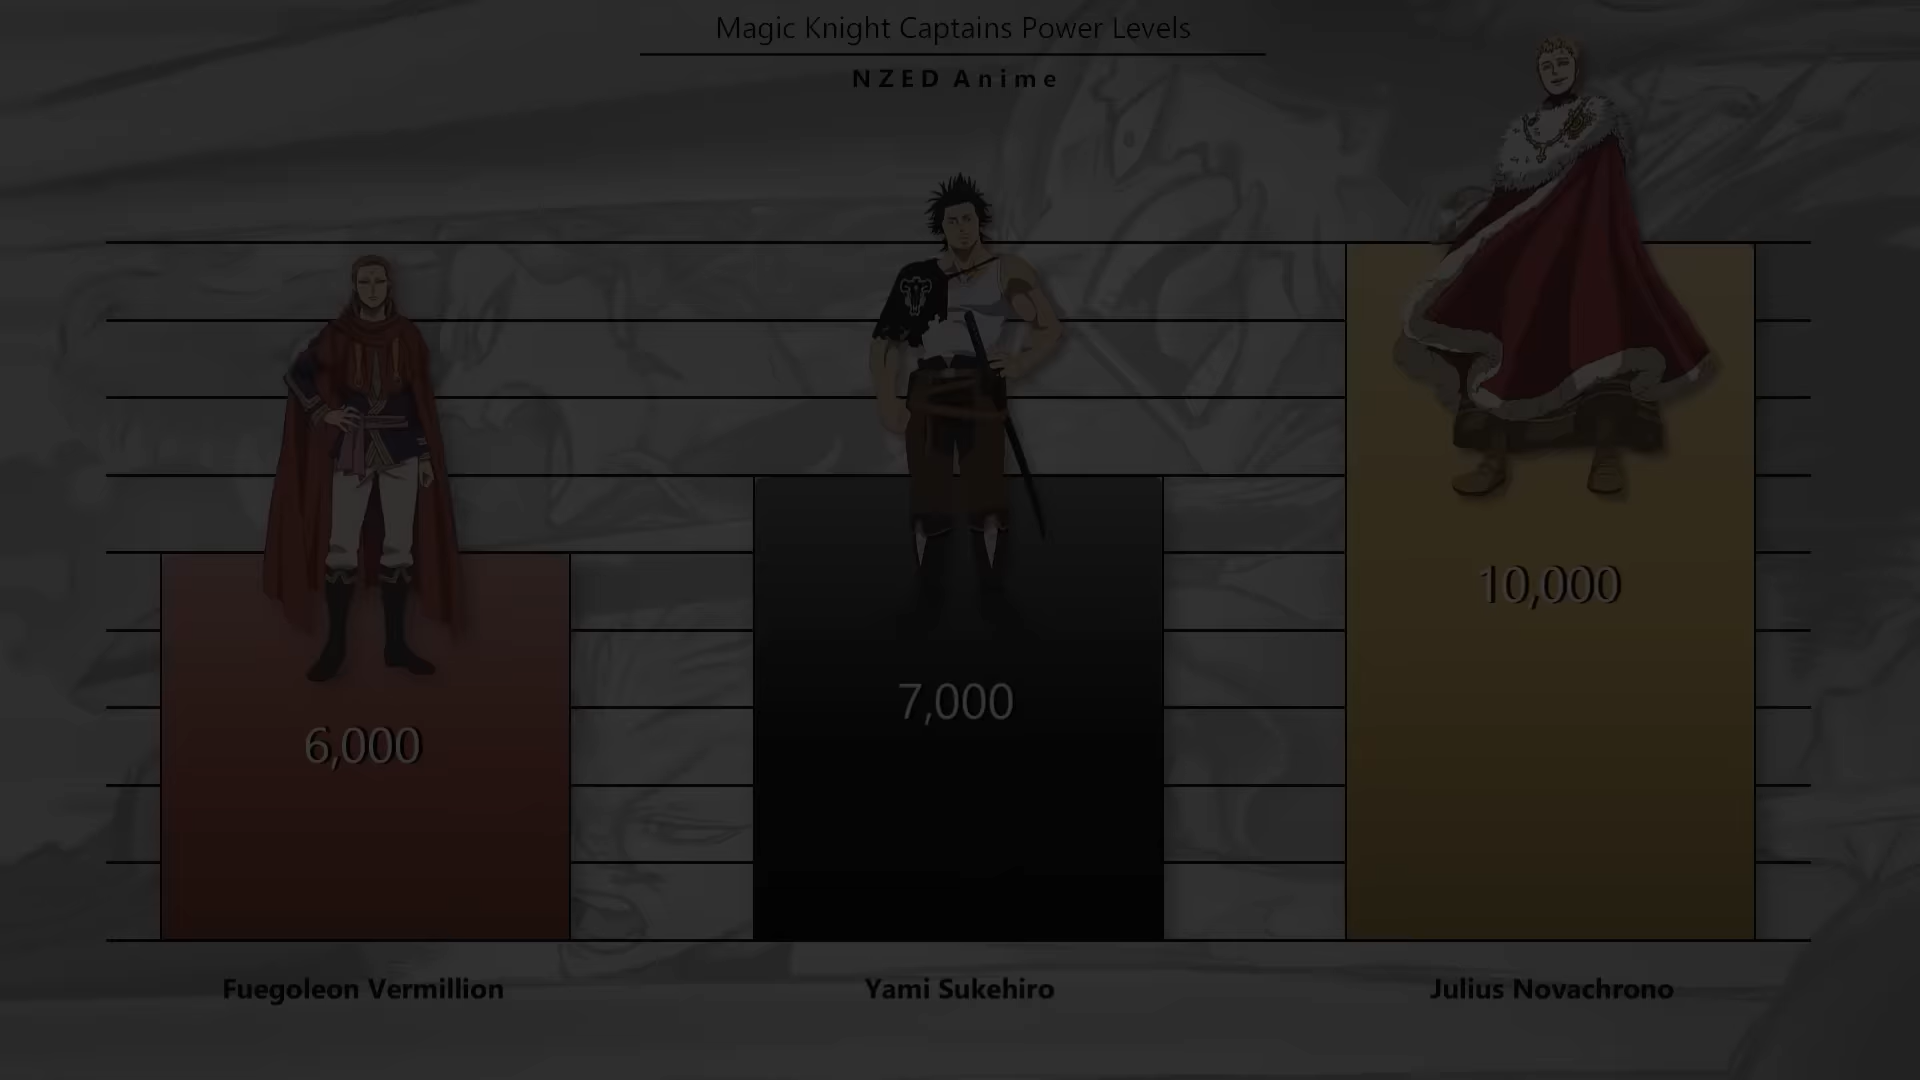 Magic Knight Captains Power Levels
NZED Anime
6,000
7,000
10,000
Fuegoleon Vermillion
Yami Sukehiro
Julius Novachrono